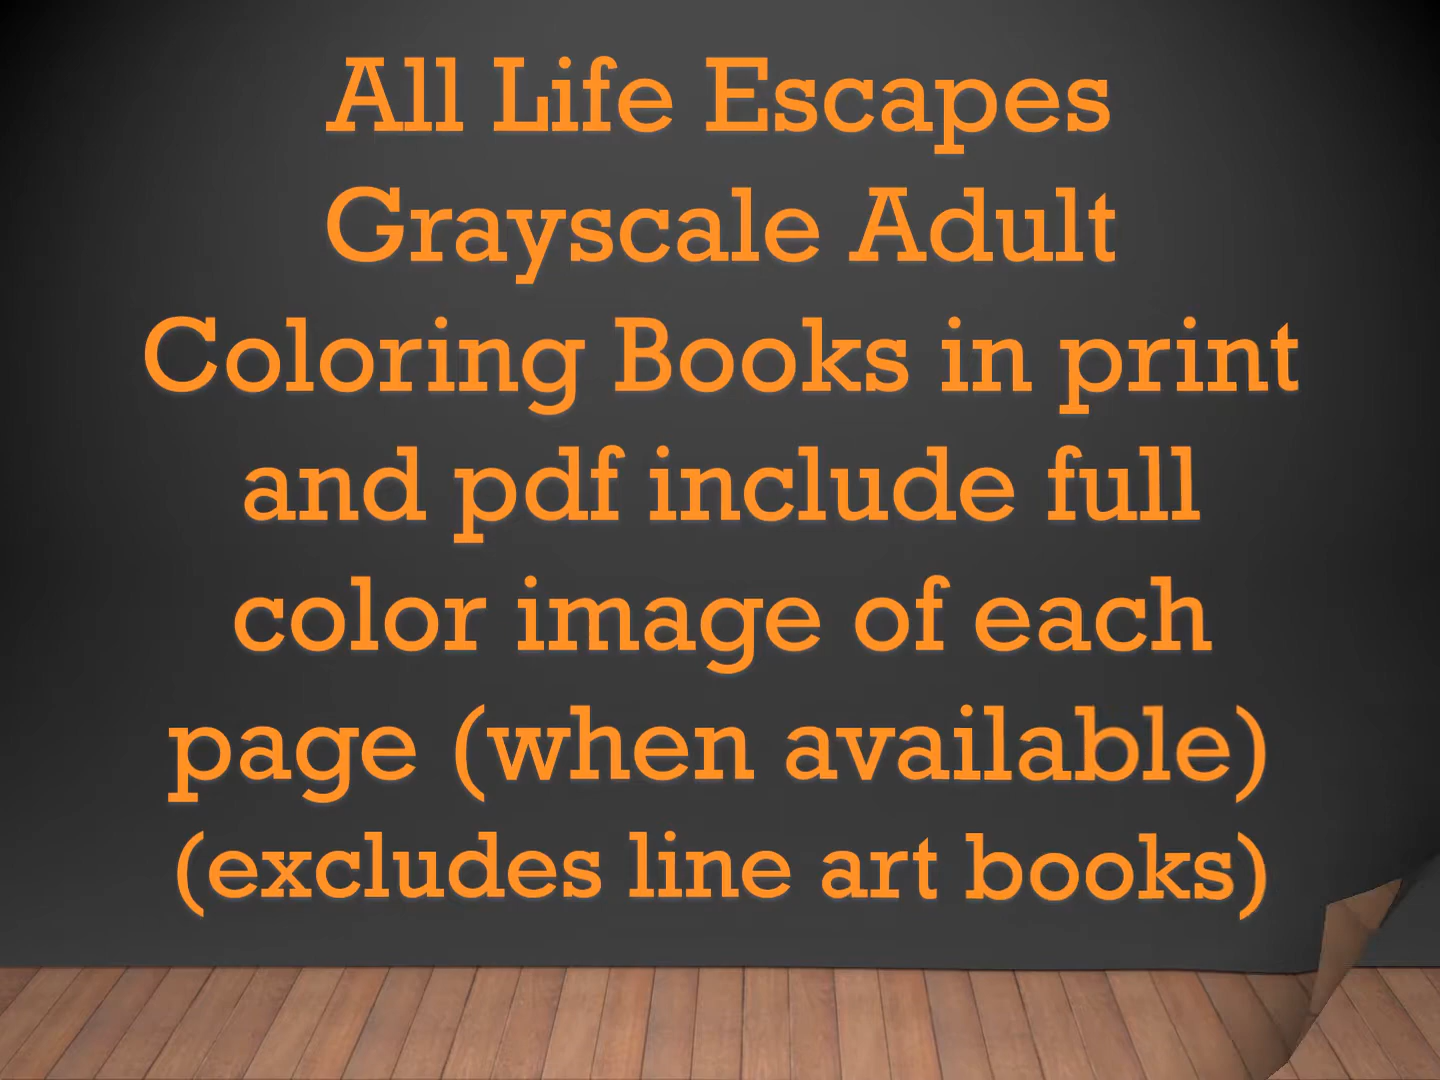 All Life Escapes
Grayscale Adult
Coloring Books in print
and pdf include full
color image of each
page (when available)
(excludes line art books)